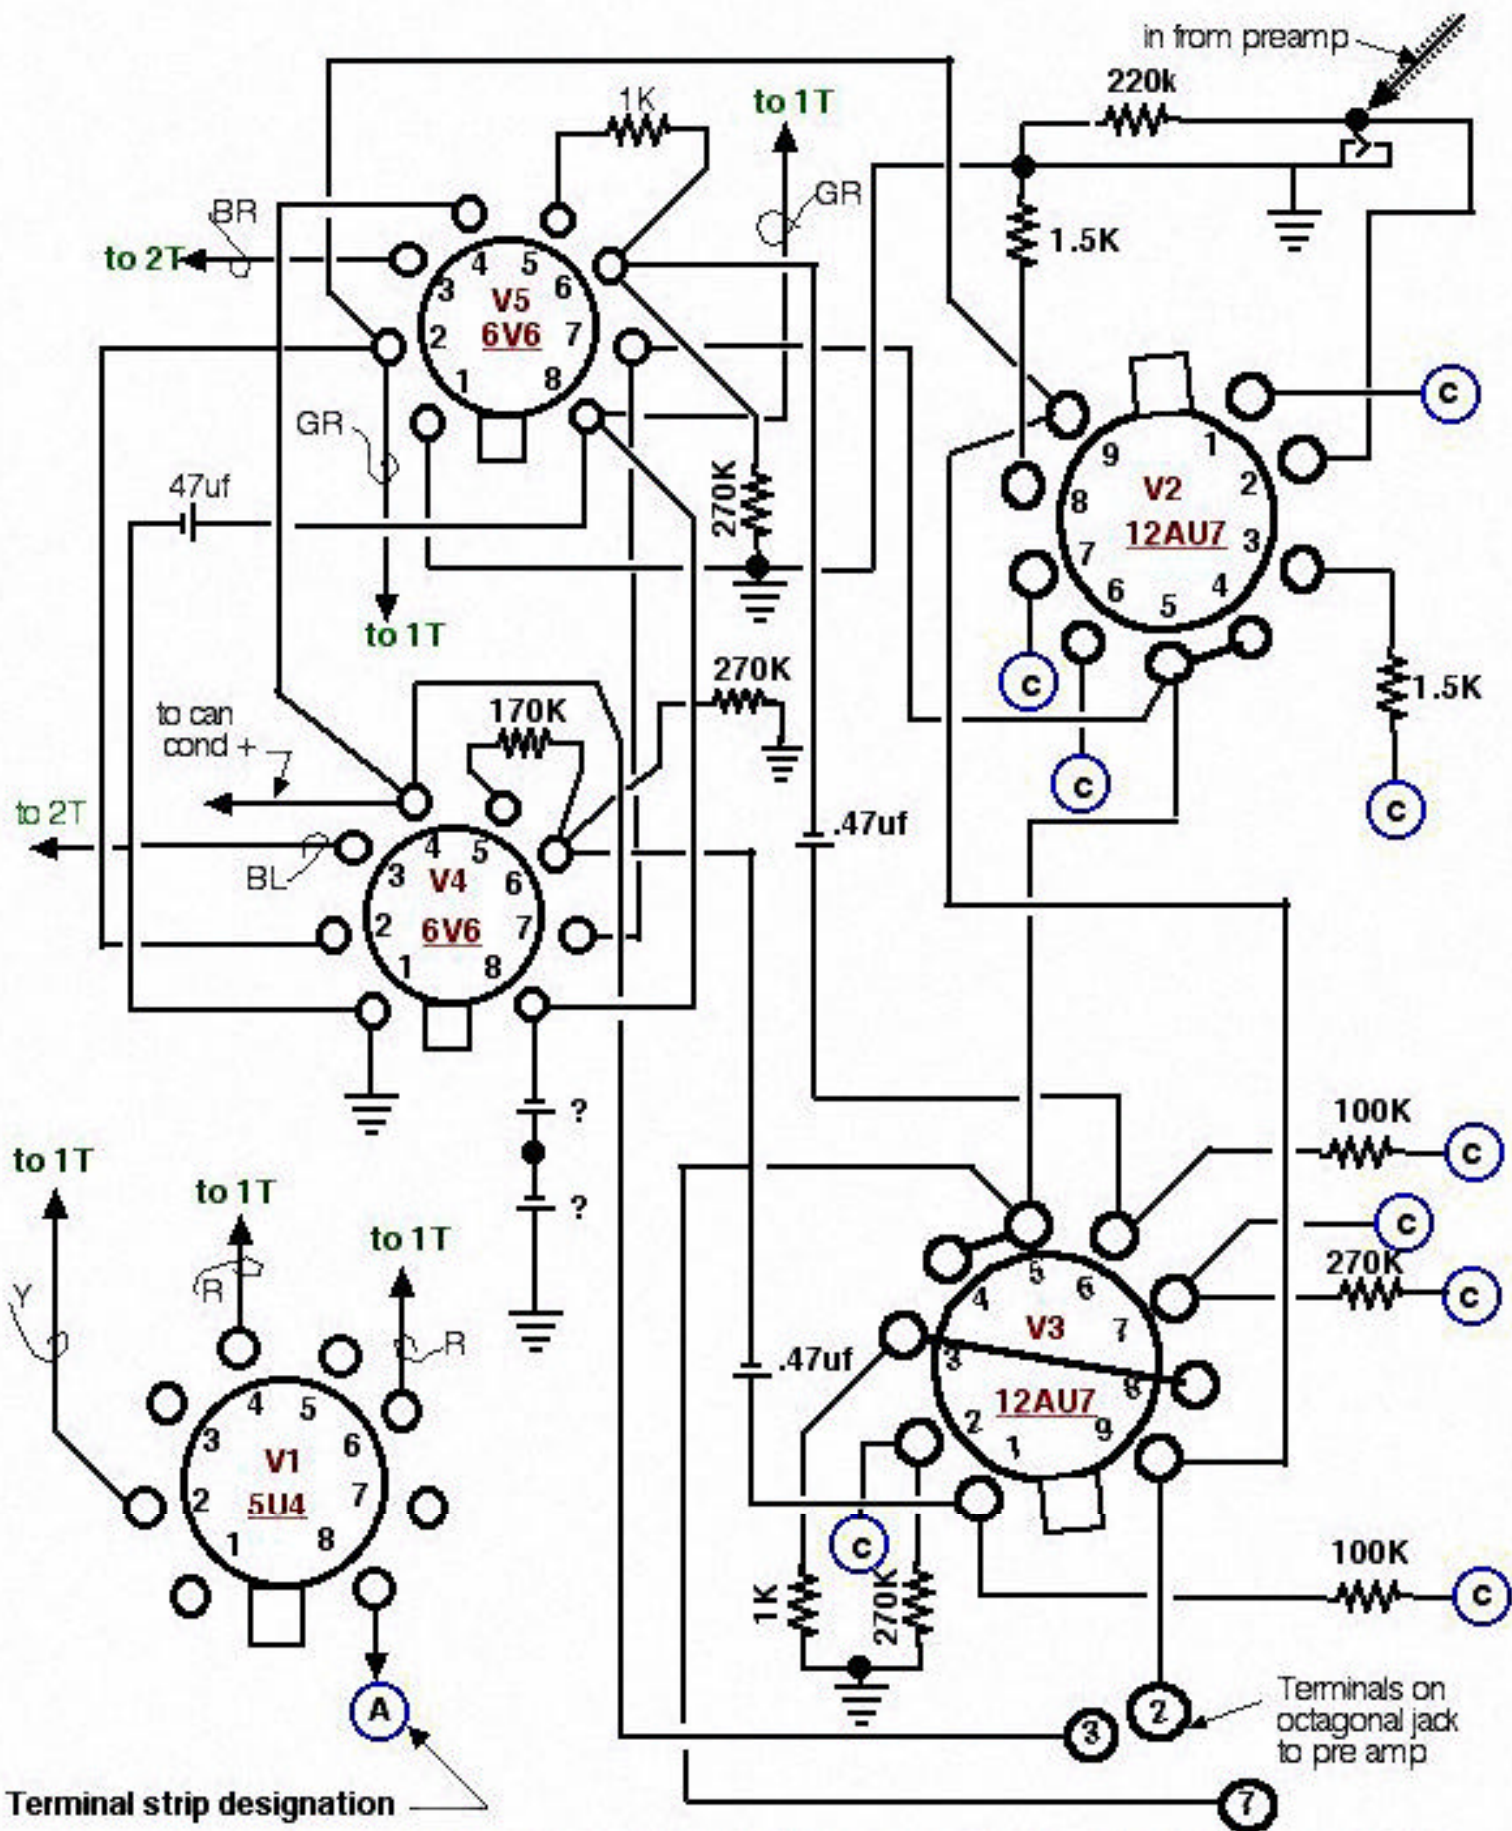 in from preamp
220k
1K
to 1T
GR
BR
to 2T
1.5K
4 5
3 6
V5
6V6
2 7
1 8
GR
C
9 1
8 2
V2
12AU7
7 3
6 5 4
47uf
270K
to 1T
C
270K
170K
to can
cond +
1.5K
C
C
to 2T
.47uf
BL
4 5
3 6
V4
6V6
2 7
1 8
?
?
100K
C
to 1T
to 1T
to 1T
C
270K
C
Y
R
R
5
4 6
V3
7
3 8
12AU7
2 9
1
.47uf
4 5
3 6
V1
5U4
2 7
1 8
C
1K
270K
100K
C
A
3
2
Terminals on
octagonal jack
to pre amp
7
Terminal strip designation